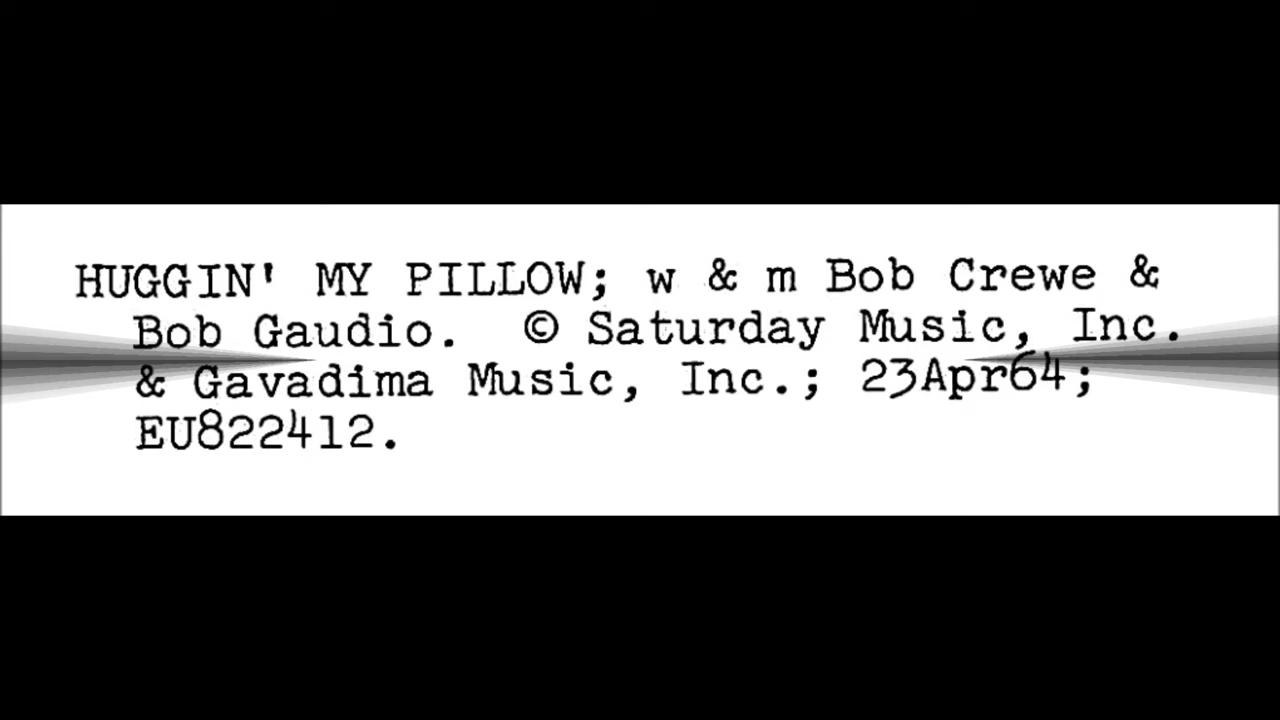 HUGGIN' MY PILLOW; w & m Bob Crewe &
Bob Gaudio.  © Saturday Music, Inc.
& Gavadima Music, Inc.; 23Apr64;
EU822412.